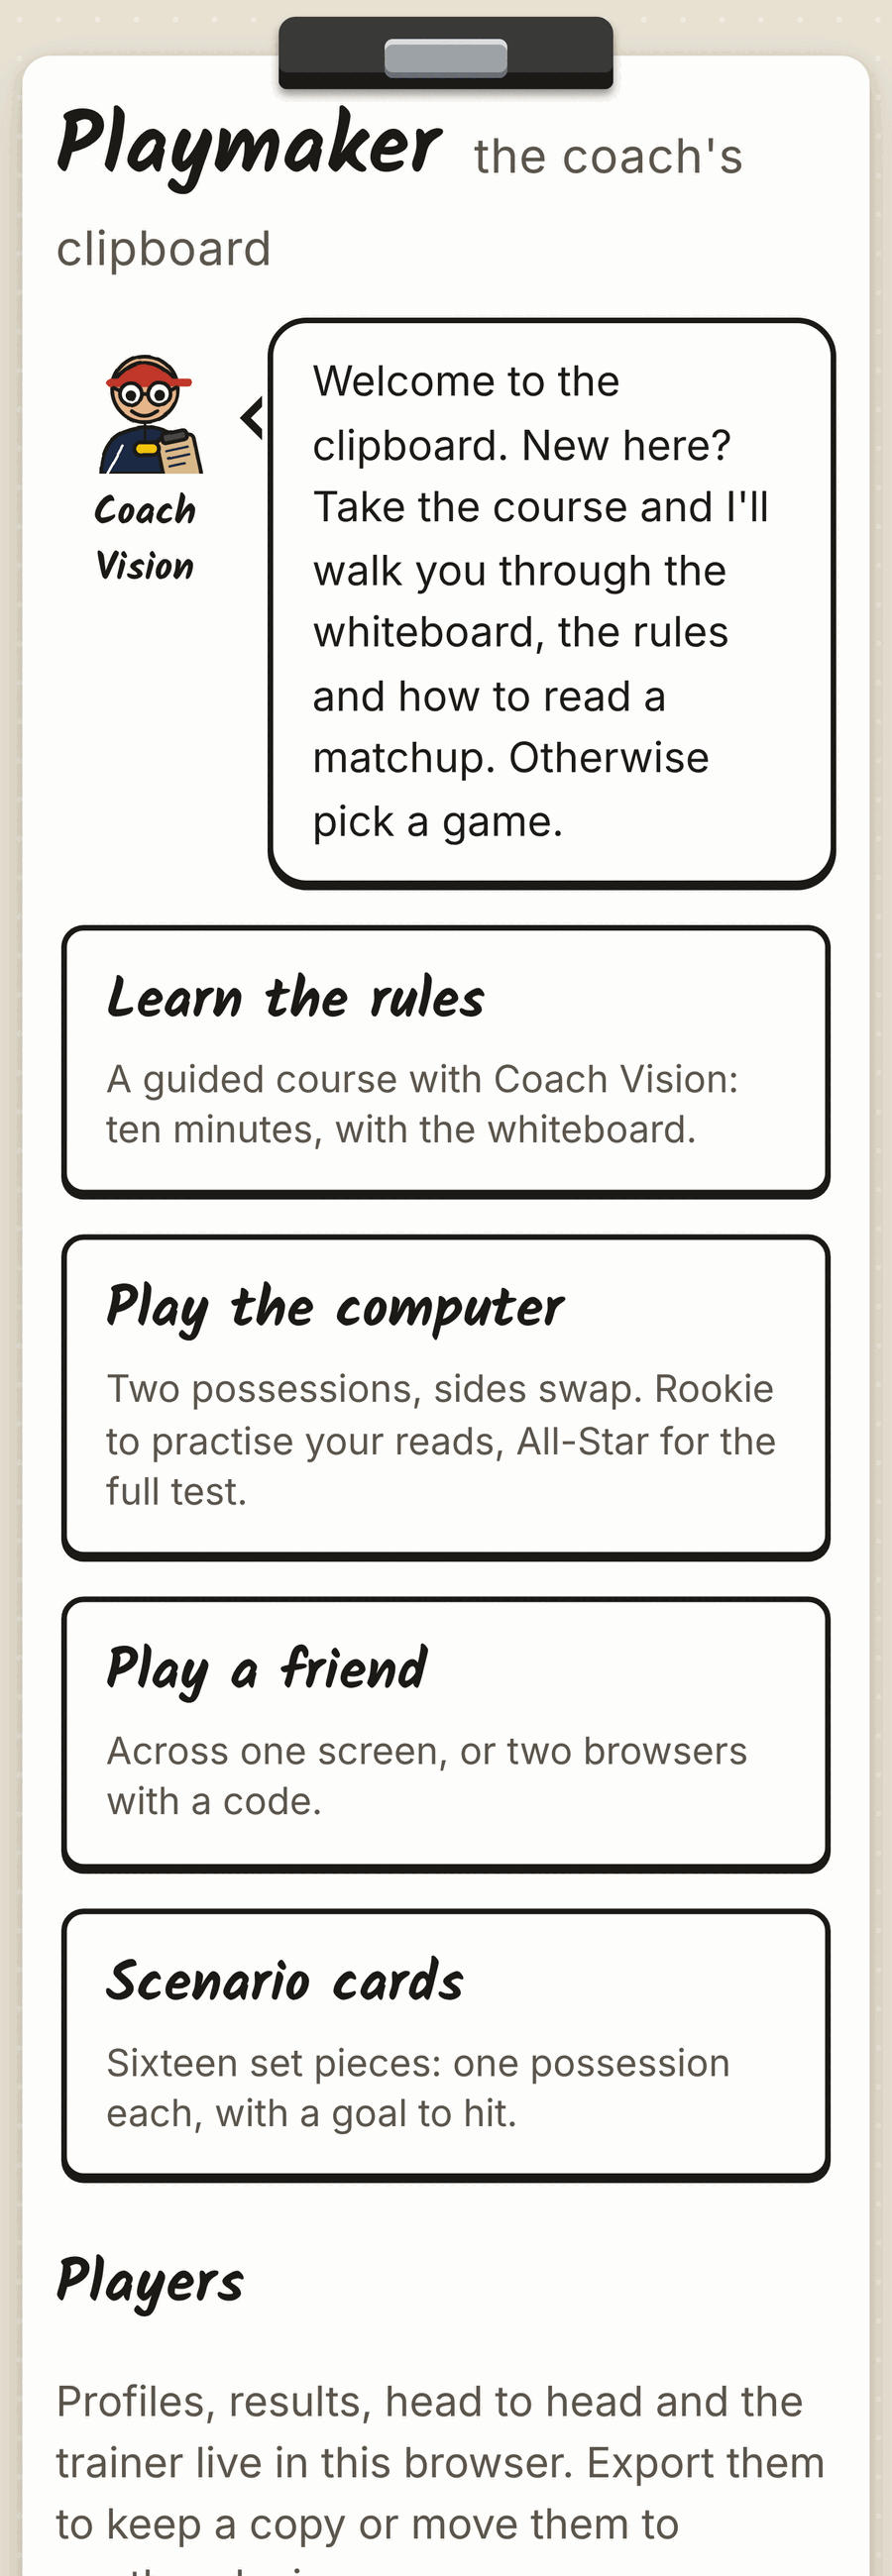 Playmaker the coach's
clipboard
Coach
Vision
Welcome to the
clipboard. New here?
Take the course and I'll
walk you through the
whiteboard, the rules
and how to read a
matchup. Otherwise
pick a game.
Learn the rules
A guided course with Coach Vision:
ten minutes, with the whiteboard.
Play the computer
Two possessions, sides swap. Rookie
to practise your reads, All-Star for the
full test.
Play a friend
Across one screen, or two browsers
with a code.
Scenario cards
Sixteen set pieces: one possession
each, with a goal to hit.
Players
Profiles, results, head to head and the
trainer live in this browser. Export them
to keep a copy or move them to